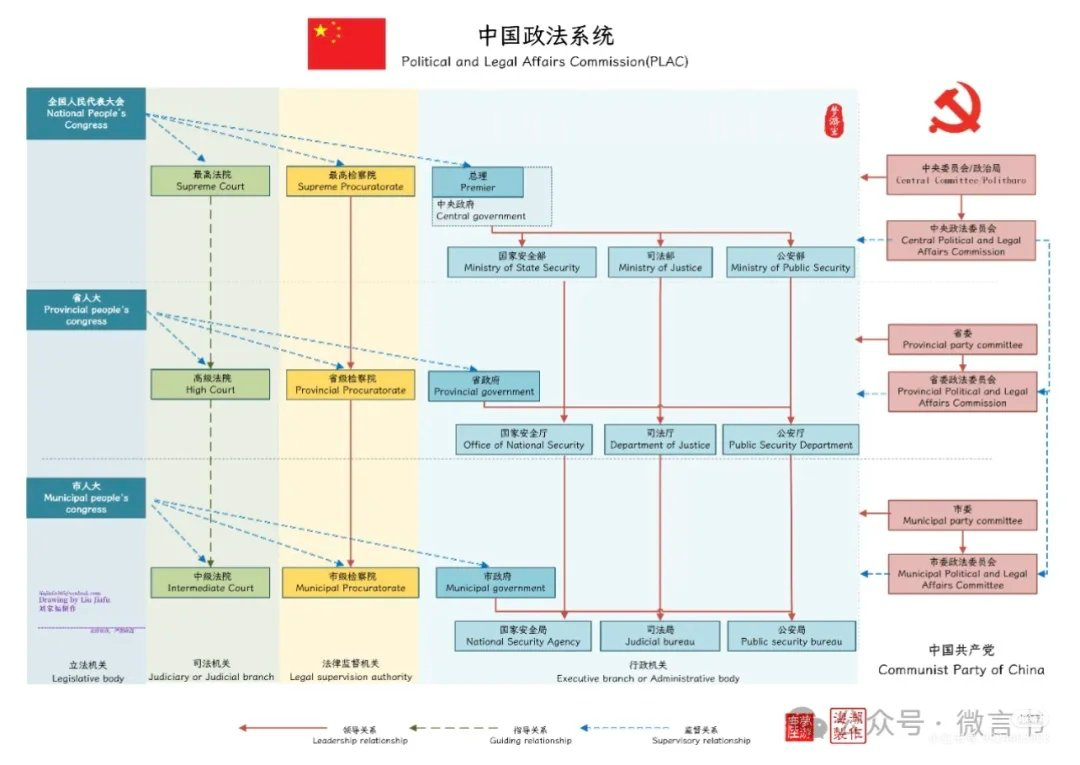 中国政法系统
Political and Legal Affairs Commission(PLAC)
全国人民代表大会
National People's
Congress
最高法院
Supreme Court
最高检察院
Supreme Procuratorate
总理
Premier
中央政府
Central government
中央委员会/政治局
Central Committee/Politburo
中央政法委员会
Central Political and Legal
Affairs Commission
国家安全部
Ministry of State Security
司法部
Ministry of Justice
公安部
Ministry of Public Security
省人大
Provincial people's
congress
省委
Provincial party committee
高级法院
High Court
省级检察院
Provincial Procuratorate
省政府
Provincial government
省委政法委员会
Provincial Political and Legal
Affairs Commission
国家安全厅
Office of National Security
司法厅
Department of Justice
公安厅
Public Security Department
市人大
Municipal people's
congress
市委
Municipal party committee
中级法院
Intermediate Court
市级检察院
Municipal Procuratorate
市政府
Municipal government
市委政法委员会
Municipal Political and Legal
Affairs Committee
Drawing by Liu Jiafu
刘家福制作
国家安全局
National Security Agency
司法局
Judicial bureau
公安局
Public security bureau
立法机关
Legislative body
司法机关
Judiciary or Judicial branch
法律监督机关
Legal supervision authority
行政机关
Executive branch or Administrative body
中国共产党
Communist Party of China
领导关系
Leadership relationship
指导关系
Guiding relationship
监督关系
Supervisory relationship
公众号·微言书